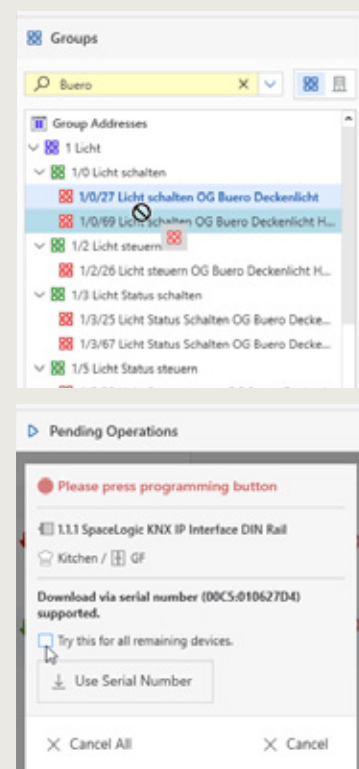 Groups
Buero
Group Addresses
1 Licht
1/0 Licht schalten
1/0/27 Licht schalten OG Buero Deckenlicht
1/0/69 Licht schalten OG Buero Deckenlicht H...
1/2 Licht steuern
1/2/26 Licht steuern OG Buero Deckenlicht H...
1/3 Licht Status schalten
1/3/25 Licht Status Schalten OG Buero Decke...
1/3/67 Licht Status Schalten OG Buero Decke...
1/5 Licht Status steuern
Pending Operations
Please press programming button
1.1.1 SpaceLogic KNX IP Interface DIN Rail
Kitchen / GF
Download via serial number (00C5:010627D4)
supported.
Try this for all remaining devices.
Use Serial Number
Cancel All Cancel